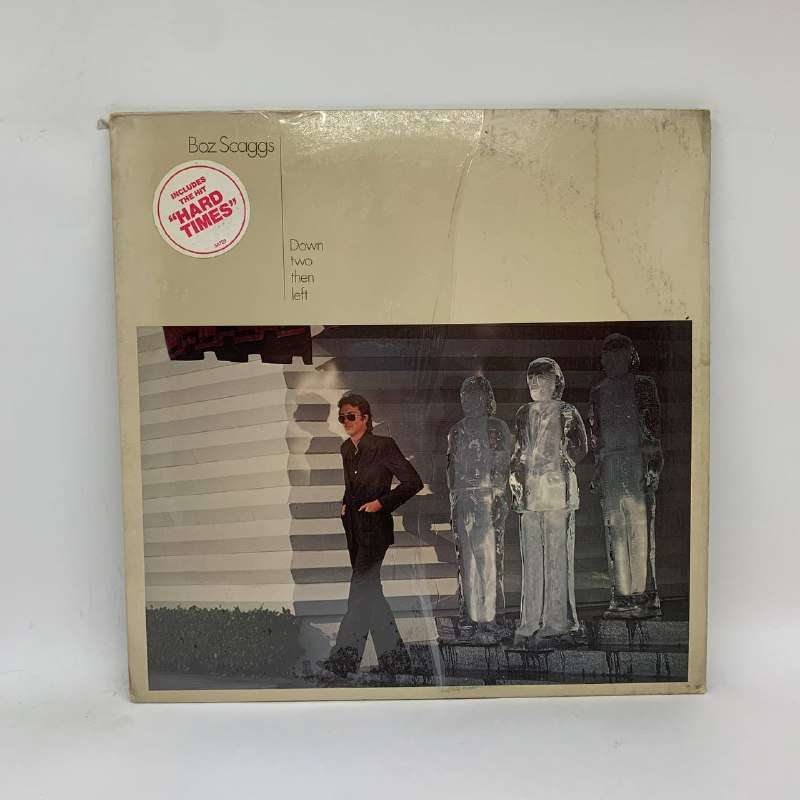 Boz Scaggs
INCLUDES
THE HIT
"HARD
TIMES"
Down
two
then
left